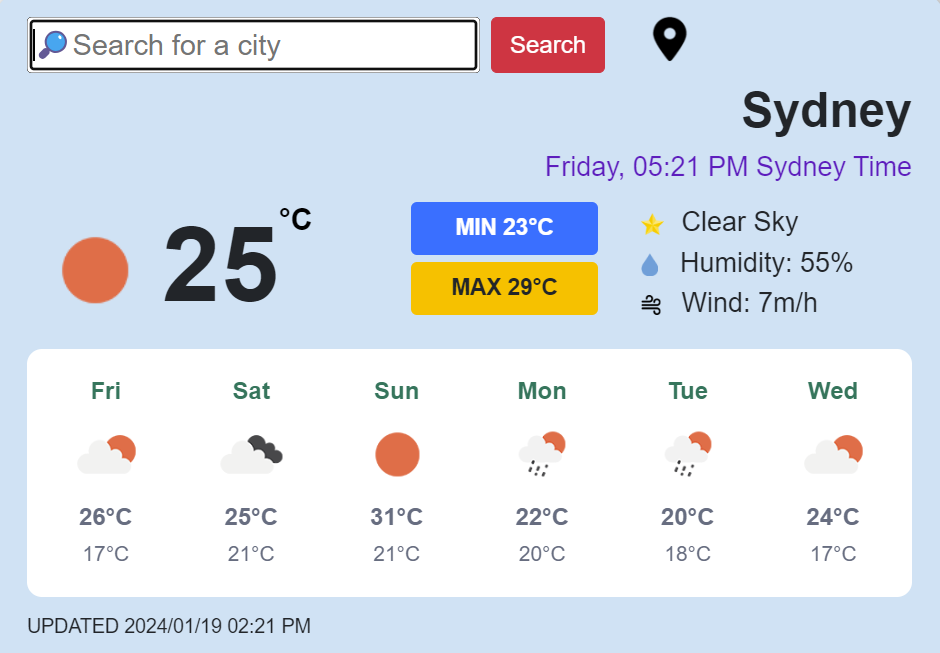 Search for a city Search
Sydney
Friday, 05:21 PM Sydney Time
25 °C
MIN 23°C
MAX 29°C
Clear Sky
Humidity: 55%
Wind: 7m/h
Fri Sat Sun Mon Tue Wed
26°C 25°C 31°C 22°C 20°C 24°C
17°C 21°C 21°C 20°C 18°C 17°C
UPDATED 2024/01/19 02:21 PM